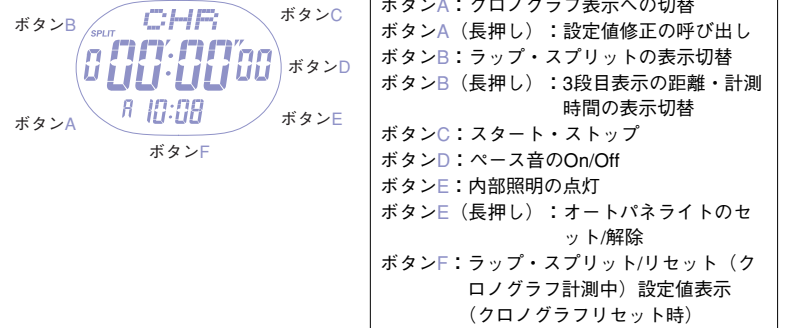 ボタンB
CHR
ボタンC
SPLIT
0 00'00"00
ボタンD
A 10:08
ボタンA
ボタンE
ボタンF
ボタンA：クロノグラフ表示への切替
ボタンA（長押し）：設定値修正の呼び出し
ボタンB：ラップ・スプリットの表示切替
ボタンB（長押し）：3段目表示の距離・計測
時間の表示切替
ボタンC：スタート・ストップ
ボタンD：ペース音のOn/Off
ボタンE：内部照明の点灯
ボタンE（長押し）：オートパネライトのセ
ット/解除
ボタンF：ラップ・スプリット/リセット（ク
ロノグラフ計測中）設定値表示
（クロノグラフリセット時）